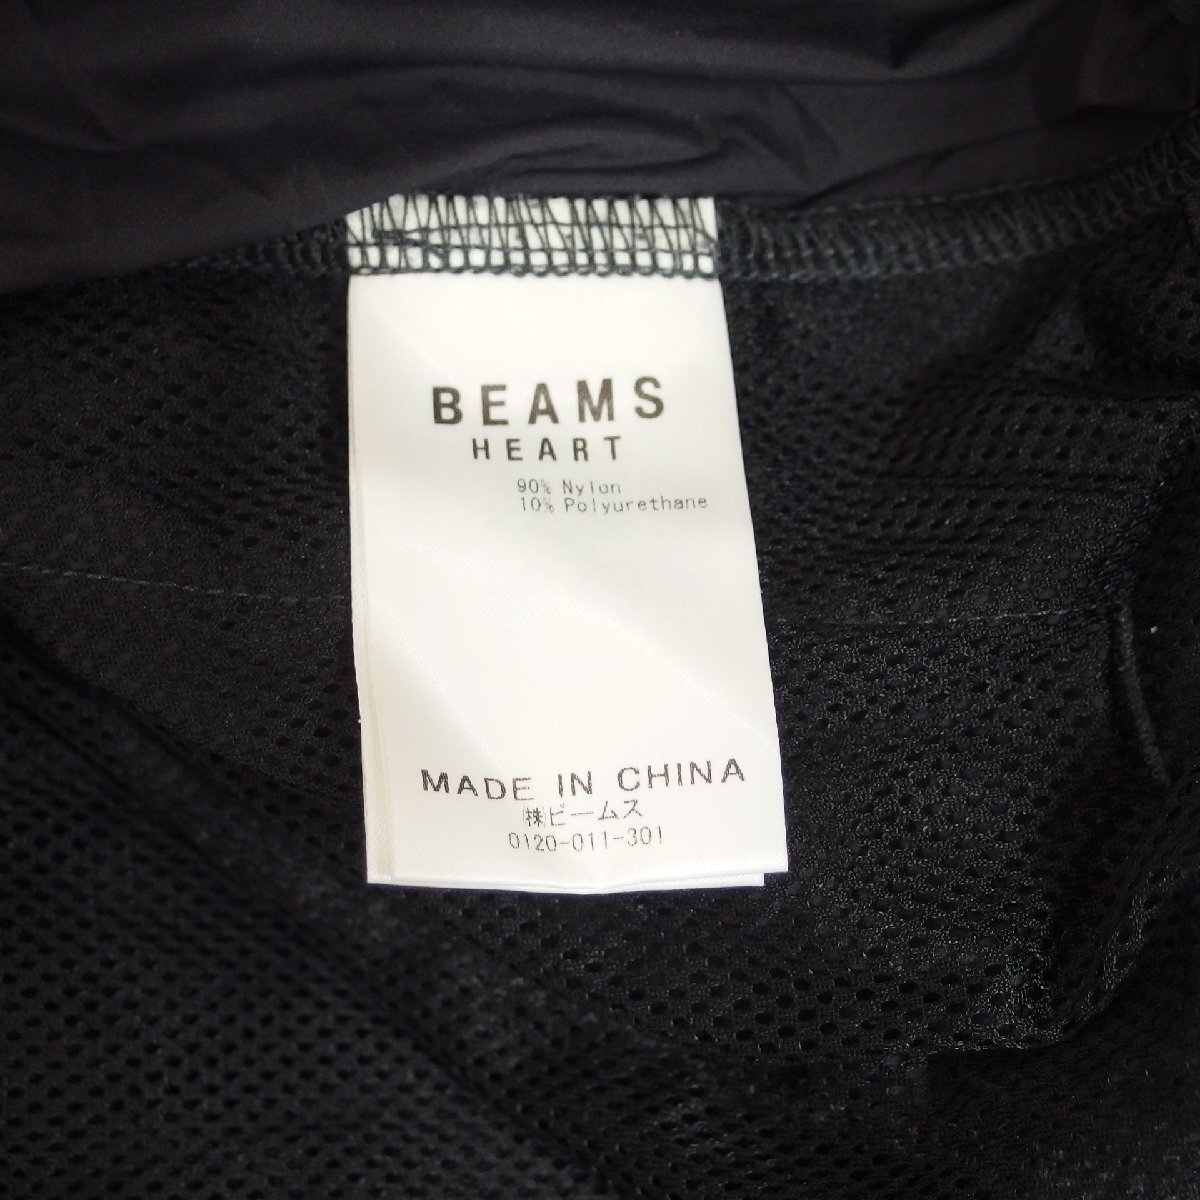 BEAMS
HEART
90% Nylon
10% Polyurethane
MADE IN CHINA
㈱ビームス
0120-011-301